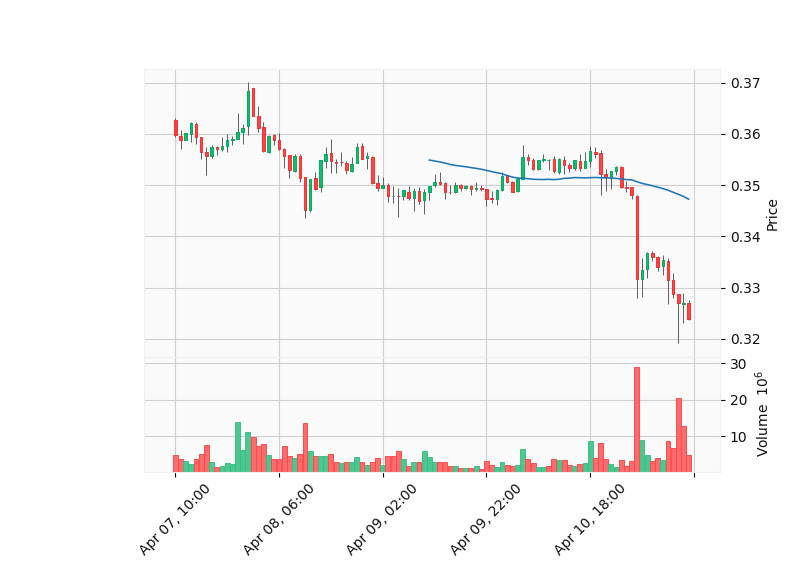 0.37
0.36
0.35
0.34
0.33
0.32
Price
30
20
10
Volume 10^6
Apr 07, 10:00
Apr 08, 06:00
Apr 09, 02:00
Apr 09, 22:00
Apr 10, 18:00